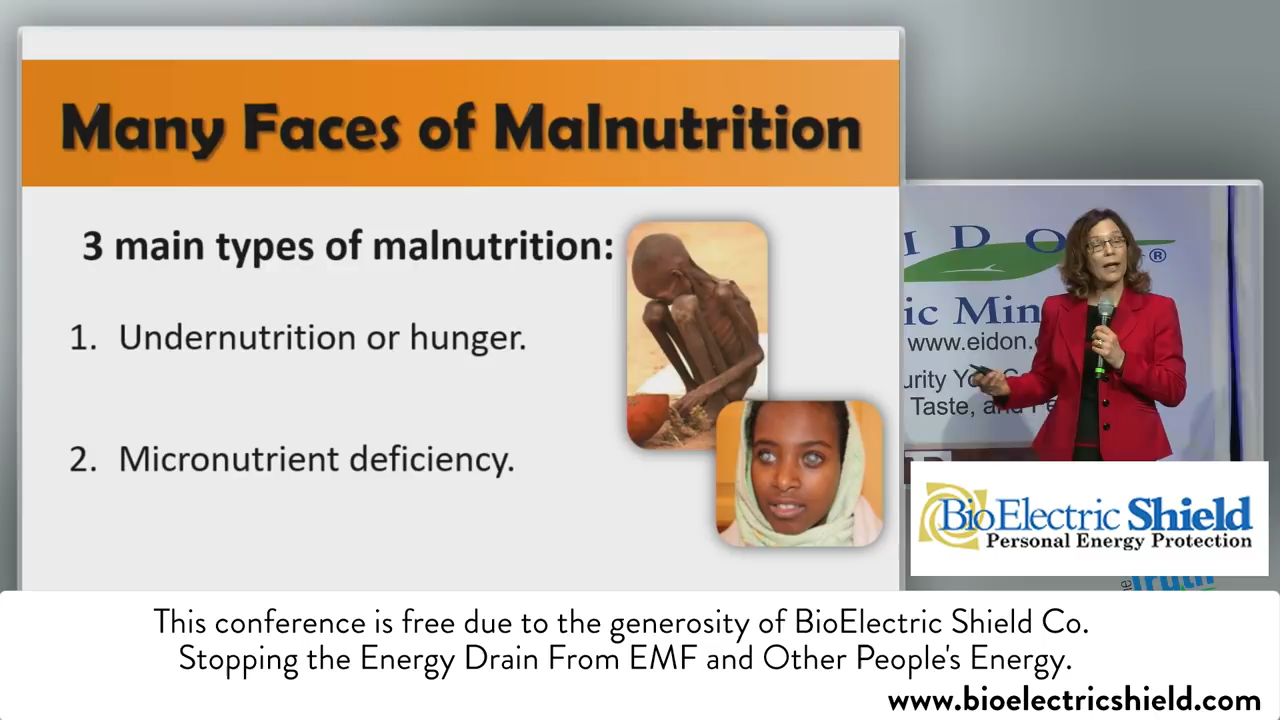 Many Faces of Malnutrition
3 main types of malnutrition:
1. Undernutrition or hunger.
2. Micronutrient deficiency.
I D O
®
ic Min
www.eidon.
urity Yo
Taste, and
BioElectric Shield
Personal Energy Protection
Truth
This conference is free due to the generosity of BioElectric Shield Co.
Stopping the Energy Drain From EMF and Other People's Energy.
www.bioelectricshield.com